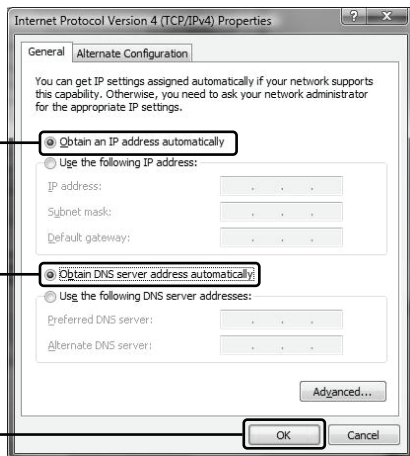 Internet Protocol Version 4 (TCP/IPv4) Properties
General
Alternate Configuration
You can get IP settings assigned automatically if your network supports
this capability. Otherwise, you need to ask your network administrator
for the appropriate IP settings.
Obtain an IP address automatically
Use the following IP address:
IP address:
Subnet mask:
Default gateway:
Obtain DNS server address automatically
Use the following DNS server addresses:
Preferred DNS server:
Alternate DNS server:
Advanced...
OK
Cancel